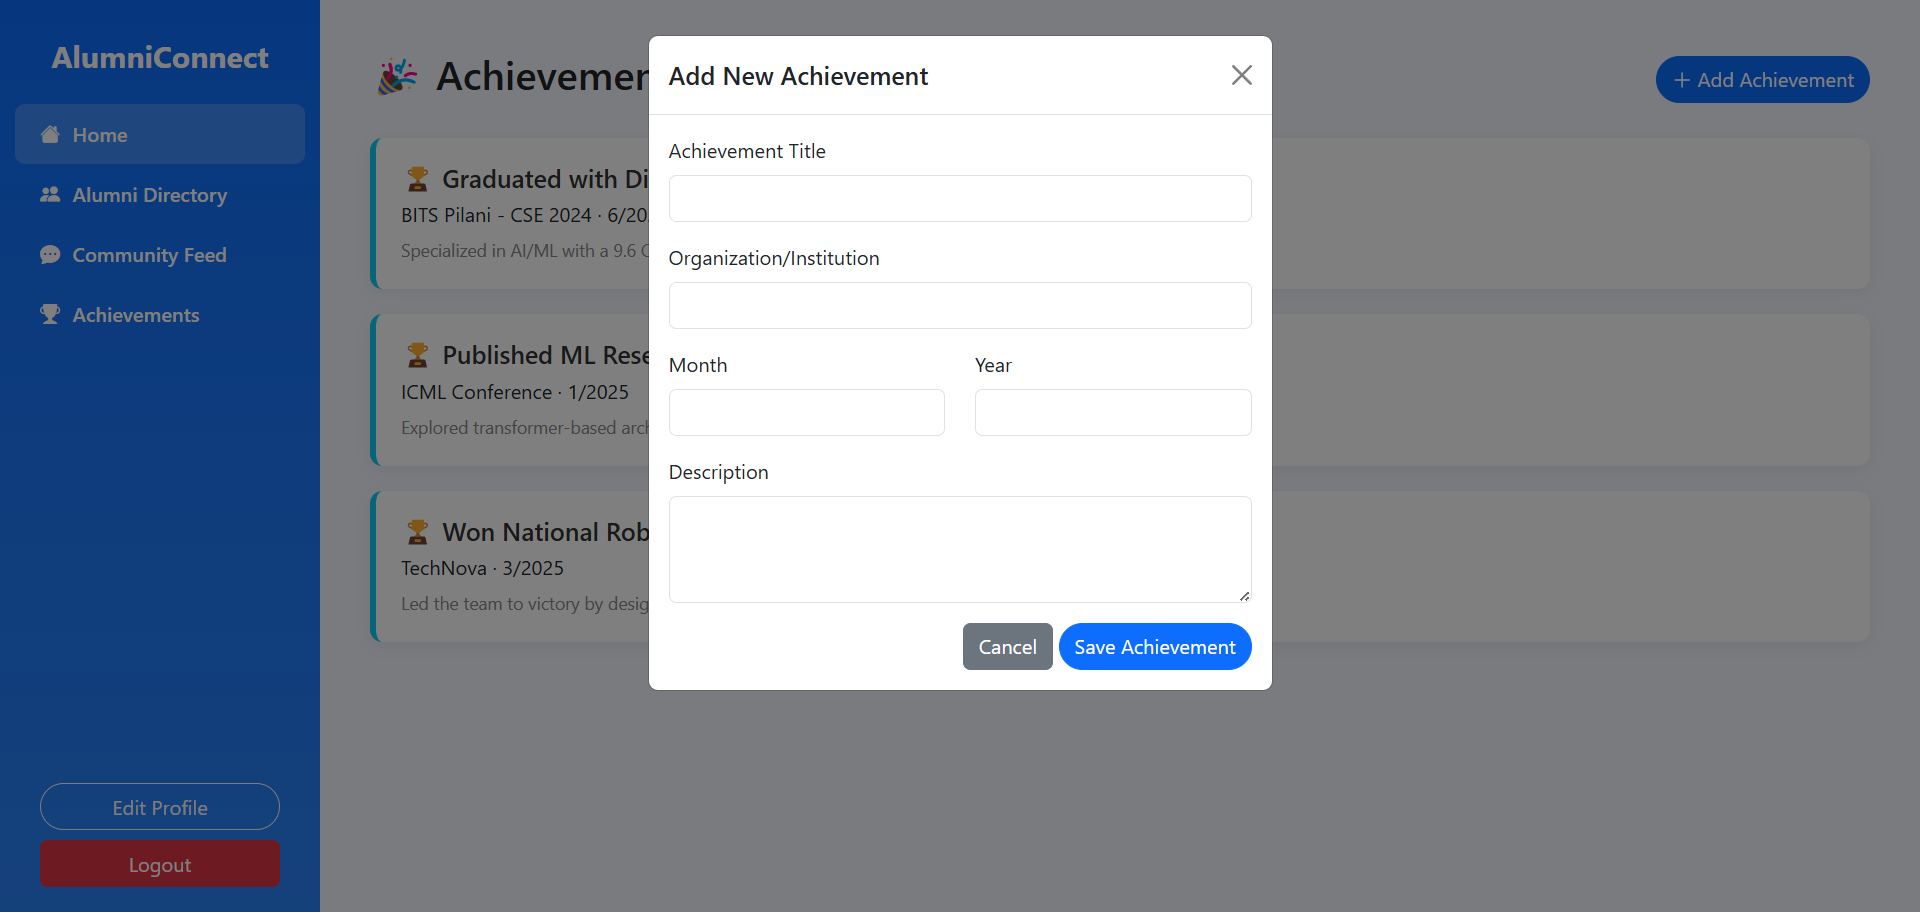 AlumniConnect
Home
Alumni Directory
Community Feed
Achievements
Edit Profile
Logout
Achievemen
+ Add Achievement
Graduated with Di
BITS Pilani - CSE 2024 · 6/20
Specialized in AI/ML with a 9.6
Published ML Rese
ICML Conference · 1/2025
Explored transformer-based arch
Won National Rob
TechNova · 3/2025
Led the team to victory by desig
Add New Achievement
Achievement Title
Organization/Institution
Month
Year
Description
Cancel
Save Achievement